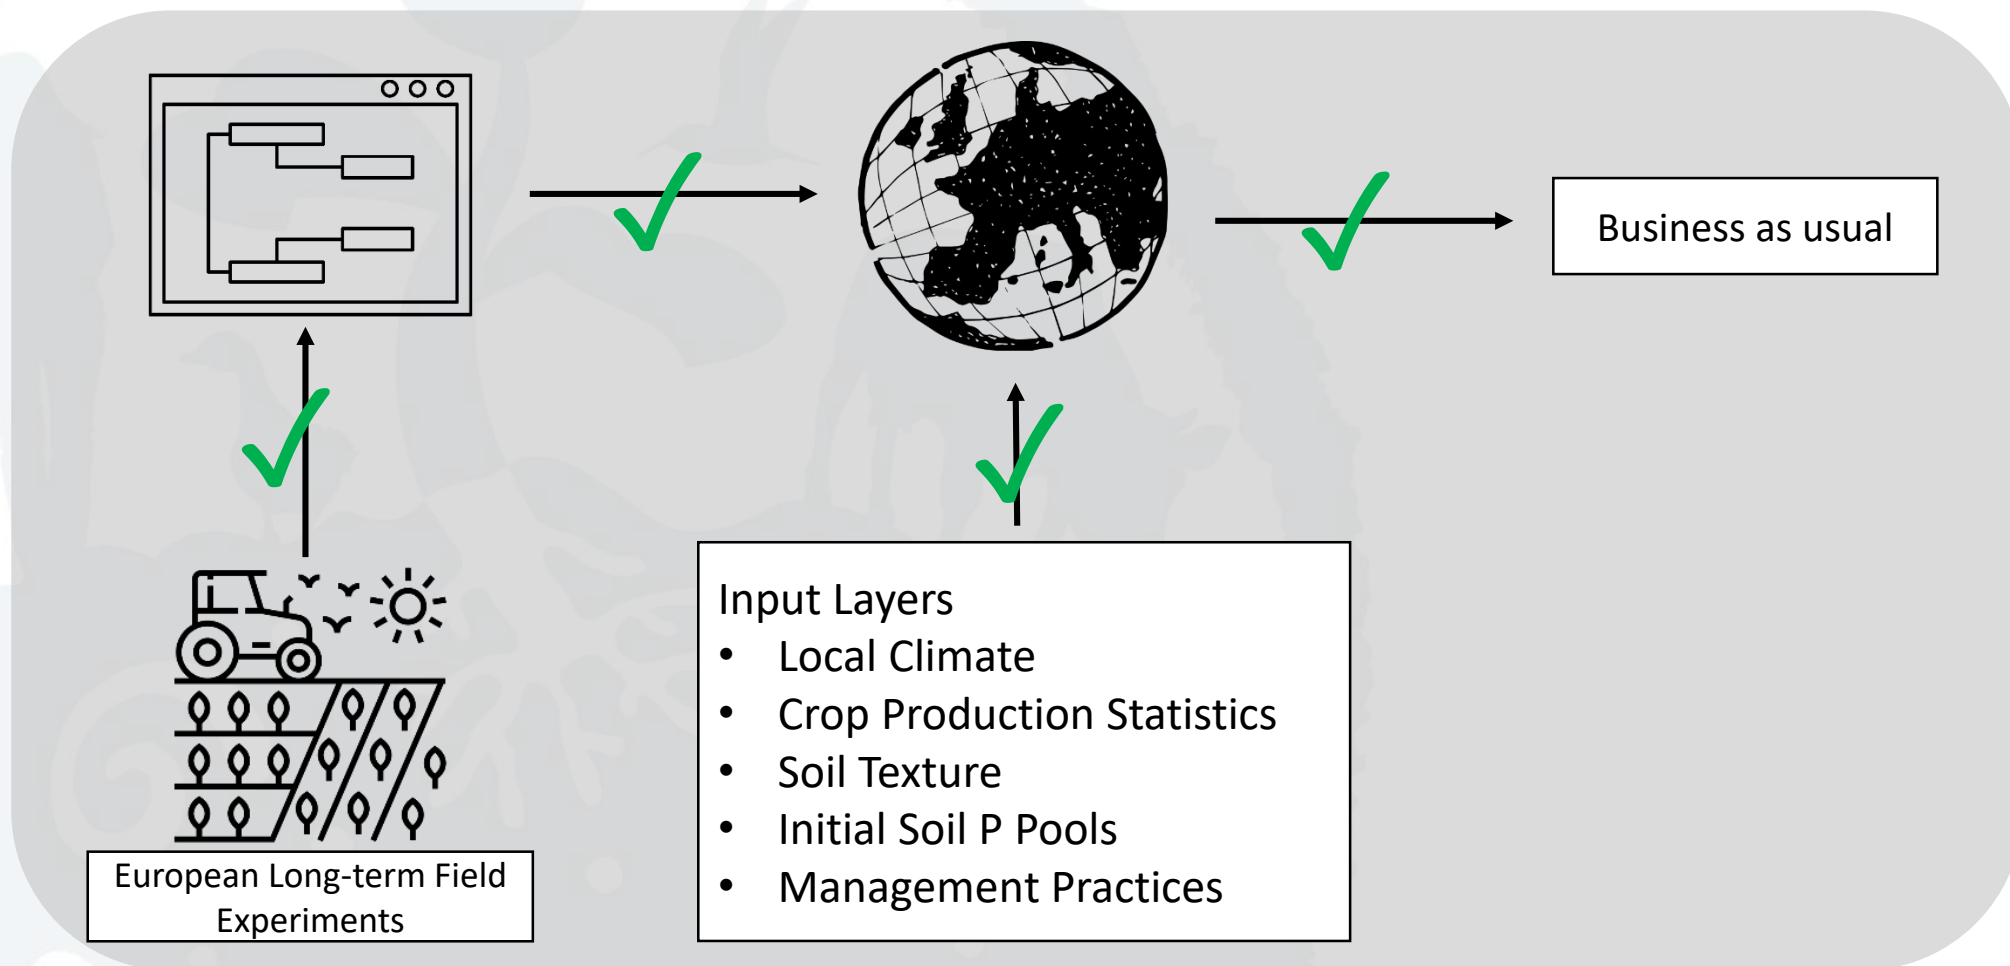 Business as usual
Input Layers
• Local Climate
• Crop Production Statistics
• Soil Texture
• Initial Soil P Pools
• Management Practices
European Long-term Field
Experiments